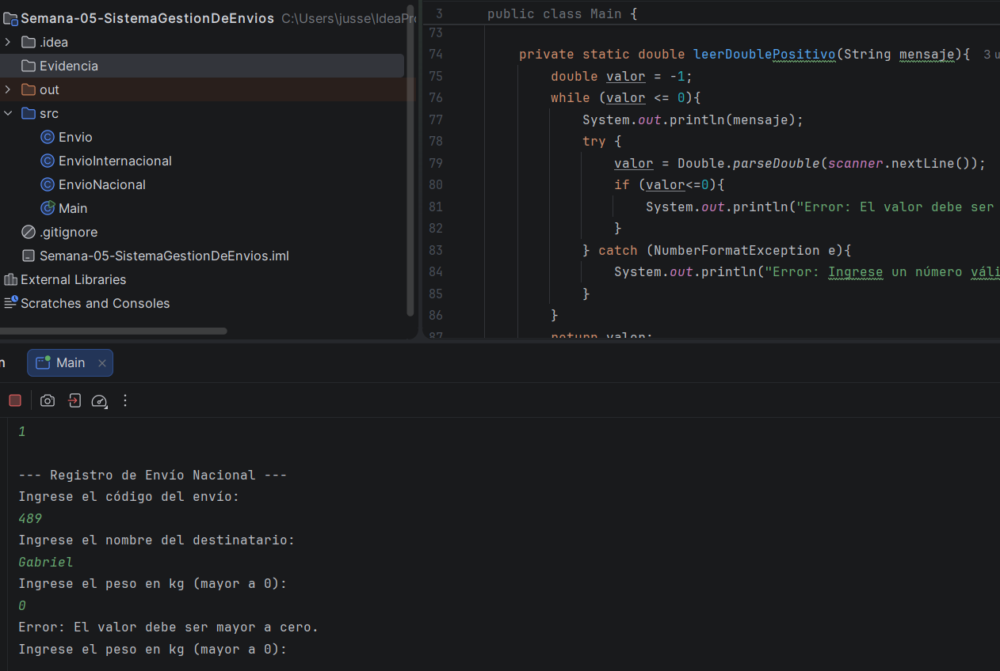 Semana-05-SistemaGestionDeEnvios C:\Users\jusse\IdeaPro
.idea
Evidencia
out
src
Envio
EnvioInternacional
EnvioNacional
Main
.gitignore
Semana-05-SistemaGestionDeEnvios.iml
External Libraries
Scratches and Consoles
3 public class Main {
73
74 private static double leerDoublePositivo(String mensaje){ 3 u
75 double valor = -1;
76 while (valor <= 0){
77 System.out.println(mensaje);
78 try {
79 valor = Double.parseDouble(scanner.nextLine());
80 if (valor<=0){
81 System.out.println("Error: El valor debe ser
82 }
83 } catch (NumberFormatException e){
84 System.out.println("Error: Ingrese un número váli
85 }
86 }
87 return valor;
n Main
1
--- Registro de Envío Nacional ---
Ingrese el código del envío:
489
Ingrese el nombre del destinatario:
Gabriel
Ingrese el peso en kg (mayor a 0):
0
Error: El valor debe ser mayor a cero.
Ingrese el peso en kg (mayor a 0):